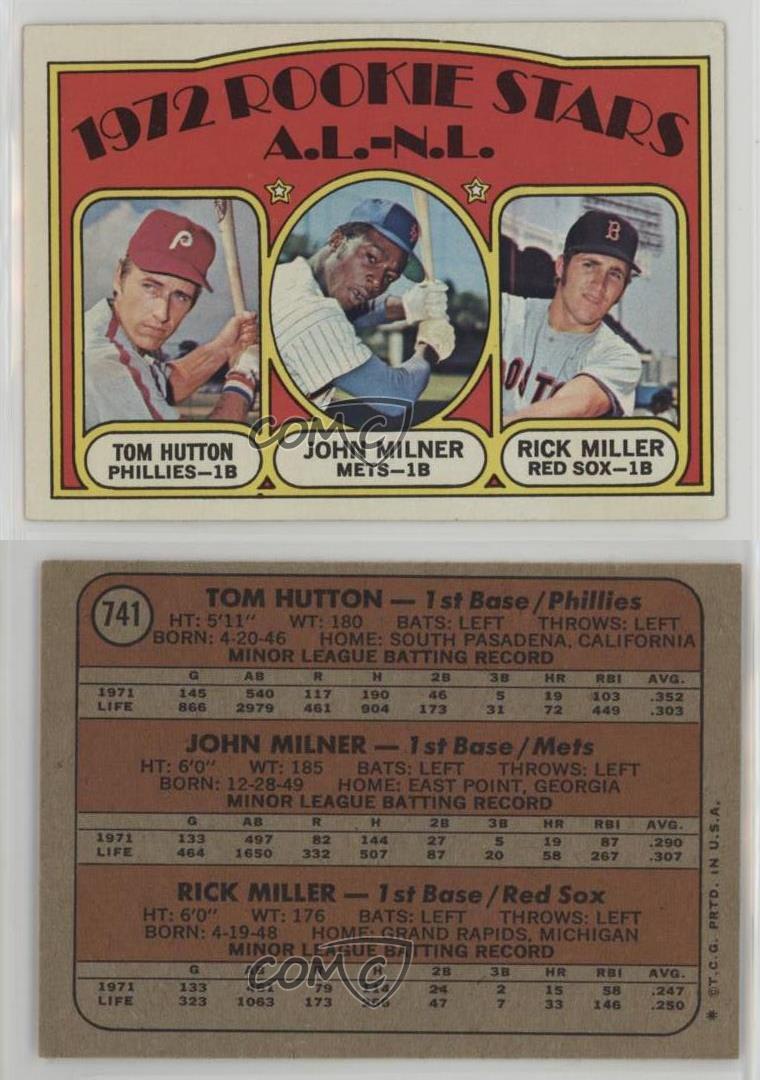 1972 ROOKIE STARS
A.L.-N.L.
P
B
BOSTO
TOM HUTTON
PHILLIES—1B
JOHN MILNER
METS—1B
RICK MILLER
RED SOX—1B
COMC
741
TOM HUTTON — 1st Base/Phillies
HT: 5'11" WT: 180 BATS: LEFT THROWS: LEFT
BORN: 4-20-46 HOME: SOUTH PASADENA, CALIFORNIA
MINOR LEAGUE BATTING RECORD
G AB R H 2B 3B HR RBI AVG.
1971 145 540 117 190 46 5 19 103 .352
LIFE 866 2979 461 904 173 31 72 449 .303
JOHN MILNER — 1st Base/Mets
HT: 6'0" WT: 185 BATS: LEFT THROWS: LEFT
BORN: 12-28-49 HOME: EAST POINT, GEORGIA
MINOR LEAGUE BATTING RECORD
G AB R H 2B 3B HR RBI AVG.
1971 133 497 82 144 27 5 19 87 .290
LIFE 464 1650 332 507 87 20 58 267 .307
RICK MILLER — 1st Base/Red Sox
HT: 6'0" WT: 176 BATS: LEFT THROWS: LEFT
BORN: 4-19-48 HOME: GRAND RAPIDS, MICHIGAN
MINOR LEAGUE BATTING RECORD
G AB R H 2B 3B HR RBI AVG.
1971 133 79 24 2 15 58 .247
LIFE 323 1063 173 47 7 33 146 .250
COMC
* ©T.C.G. PRTD. IN U.S.A.